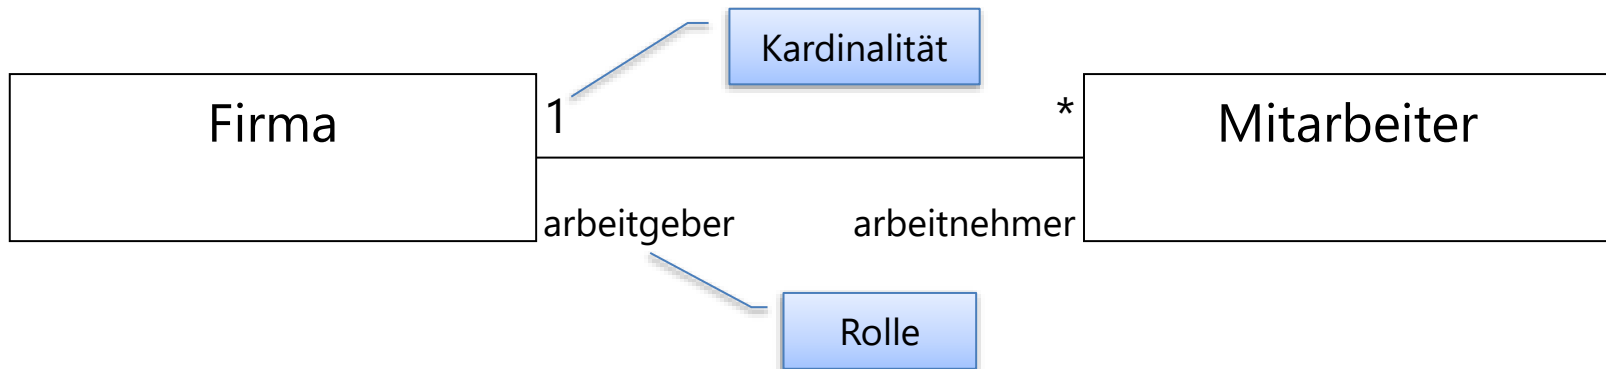 Kardinalität
Firma
1
*
Mitarbeiter
arbeitgeber
arbeitnehmer
Rolle